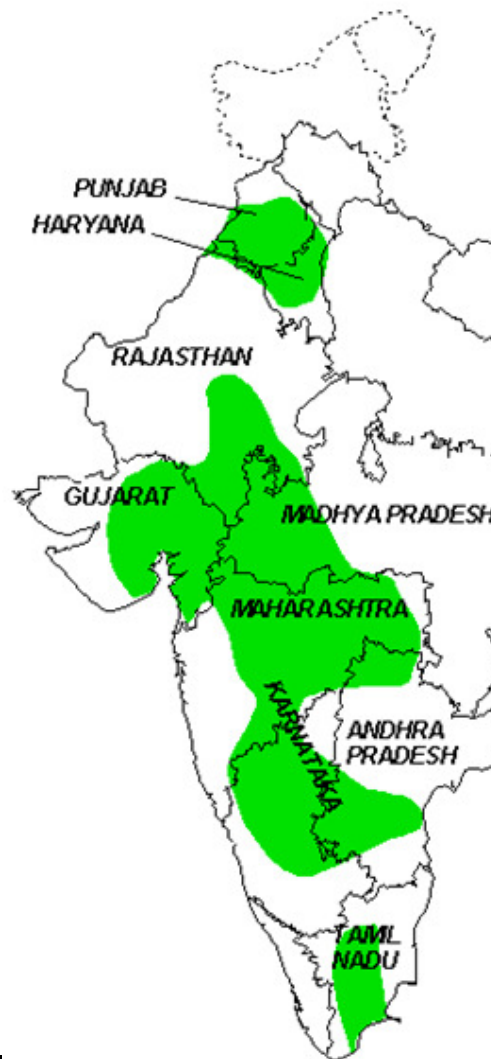 PUNJAB
HARYANA
RAJASTHAN
GUJARAT
MADHYA PRADESH
MAHARASHTRA
KARNATAKA
ANDHRA
PRADESH
TAMIL
NADU